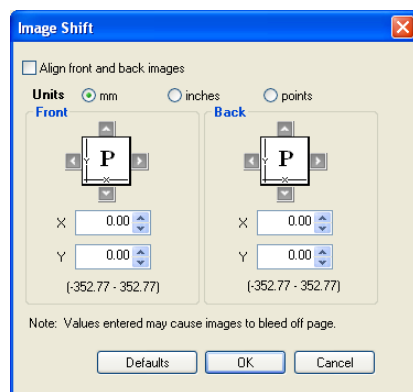 Image Shift
Align front and back images
Units mm inches points
Front Back
Y P Y P
X X
X 0.00 X 0.00
Y 0.00 Y 0.00
(-352.77 - 352.77) (-352.77 - 352.77)
Note: Values entered may cause images to bleed off page.
Defaults OK Cancel